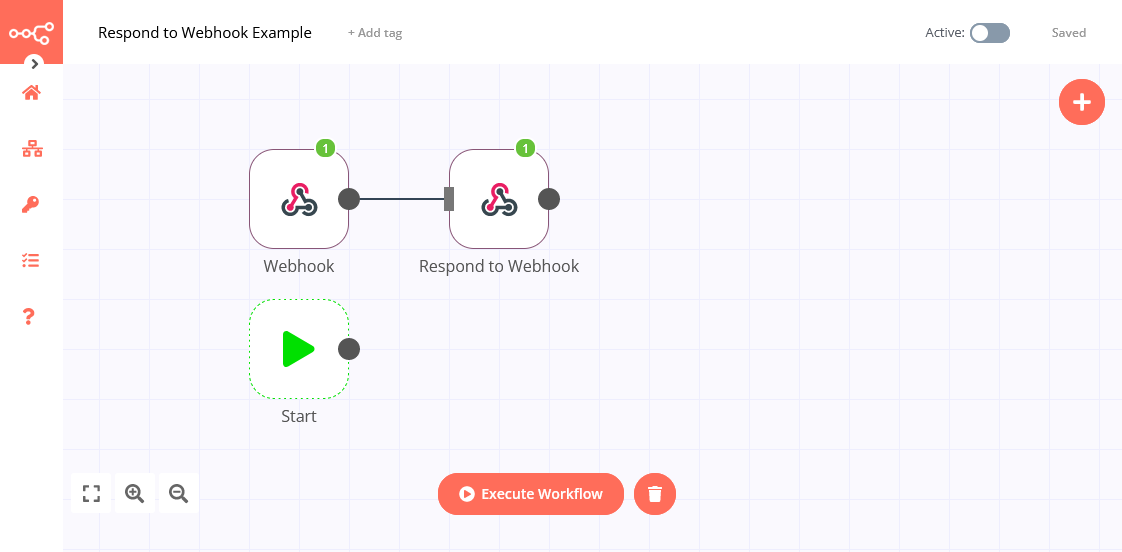 Respond to Webhook Example
+ Add tag
Active:
Saved
1
1
Webhook
Respond to Webhook
Start
Execute Workflow